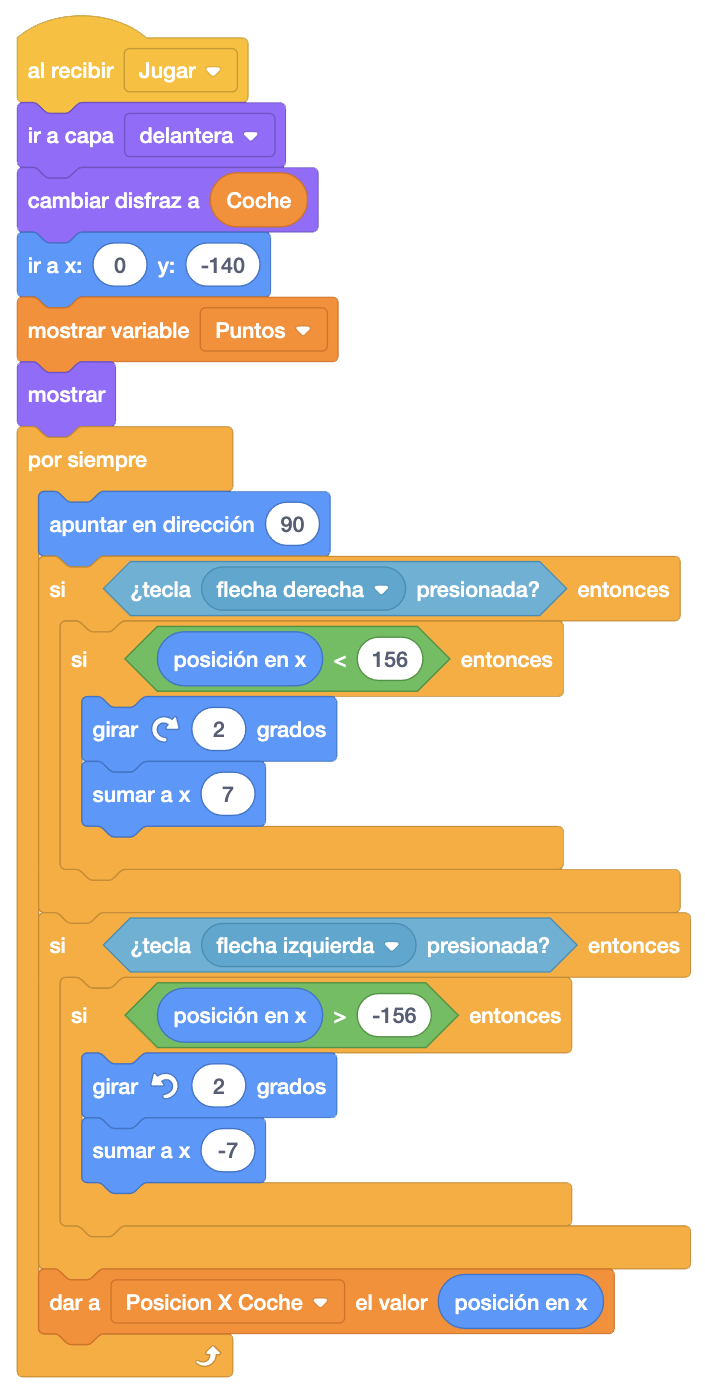 al recibir Jugar
ir a capa delantera
cambiar disfraz a Coche
ir a x: 0 y: -140
mostrar variable Puntos
mostrar
por siempre
apuntar en dirección 90
si ¿tecla flecha derecha presionada? entonces
si posición en x < 156 entonces
girar 2 grados
sumar a x 7
si ¿tecla flecha izquierda presionada? entonces
si posición en x > -156 entonces
girar 2 grados
sumar a x -7
dar a Posicion X Coche el valor posición en x